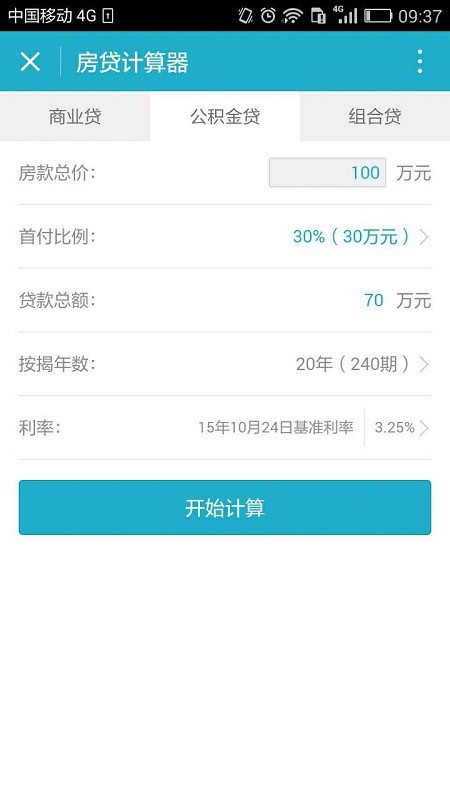 中国移动 4G 4G 09:37
房贷计算器
商业贷 公积金贷 组合贷
房款总价: 100 万元
首付比例: 30%(30万元)
贷款总额: 70 万元
按揭年数: 20年(240期)
利率: 15年10月24日基准利率 3.25%
开始计算